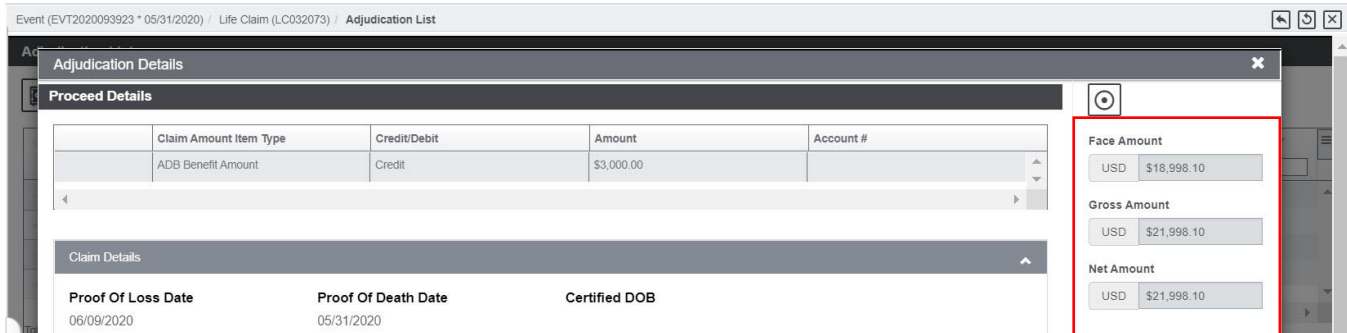 Event (EVT2020093923 * 05/31/2020) / Life Claim (LC032073) / Adjudication List
Adjudication Details
Proceed Details
Claim Amount Item Type Credit/Debit Amount Account #
ADB Benefit Amount Credit $3,000.00
Face Amount
USD $18,998.10
Gross Amount
USD $21,998.10
Net Amount
USD $21,998.10
Claim Details
Proof Of Loss Date Proof Of Death Date Certified DOB
06/09/2020 05/31/2020